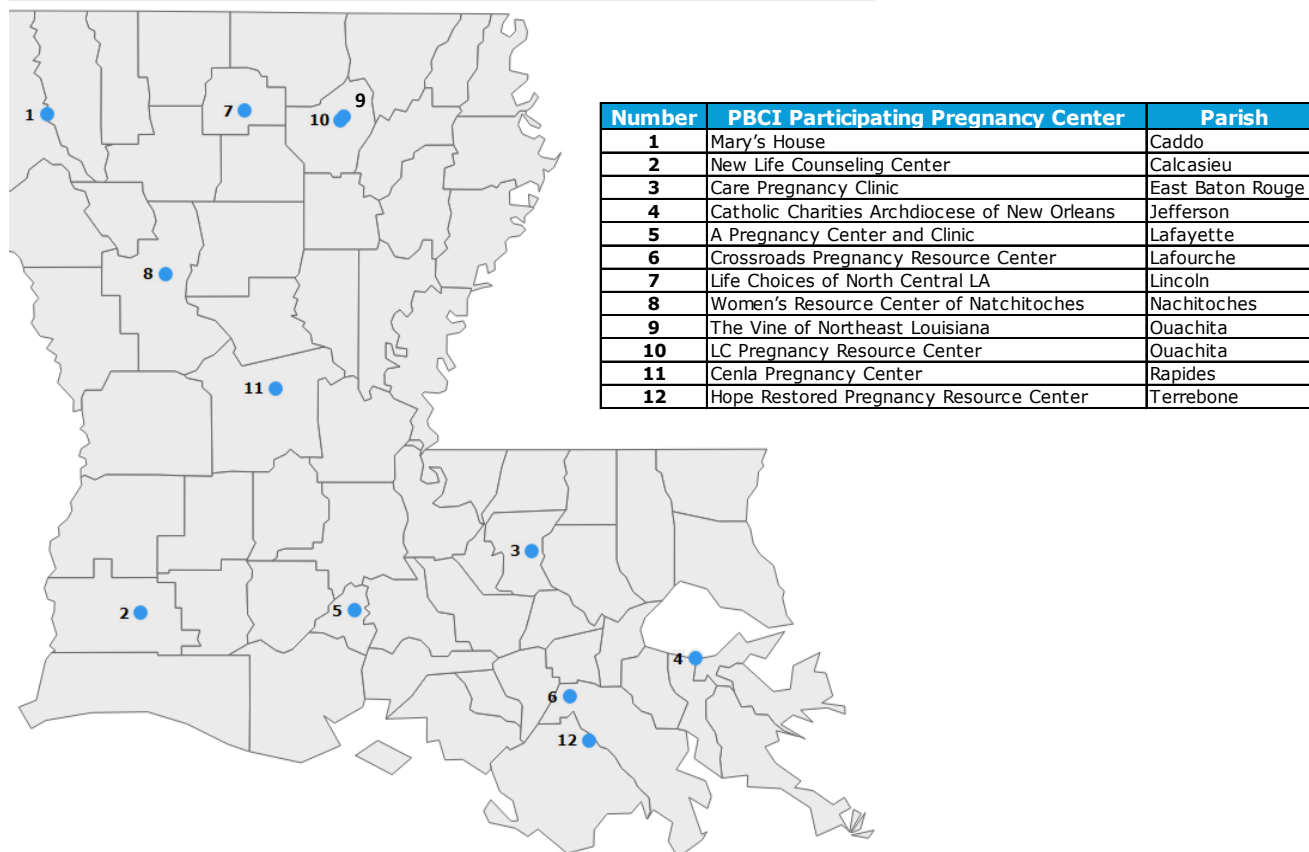 1
7
9
10
8
11
3
2
5
4
6
12
Number PBCI Participating Pregnancy Center Parish
1 Mary's House Caddo
2 New Life Counseling Center Calcasieu
3 Care Pregnancy Clinic East Baton Rouge
4 Catholic Charities Archdiocese of New Orleans Jefferson
5 A Pregnancy Center and Clinic Lafayette
6 Crossroads Pregnancy Resource Center Lafourche
7 Life Choices of North Central LA Lincoln
8 Women's Resource Center of Natchitoches Nachitoches
9 The Vine of Northeast Louisiana Ouachita
10 LC Pregnancy Resource Center Ouachita
11 Cenla Pregnancy Center Rapides
12 Hope Restored Pregnancy Resource Center Terrebone